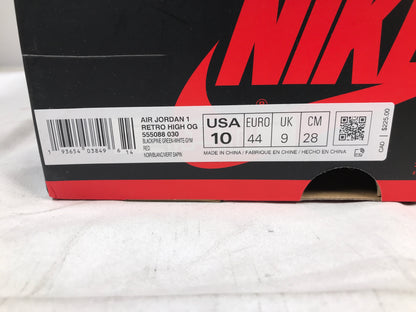 NIKE
®
AIR JORDAN 1
RETRO HIGH OG
555088 030
BLACK/PINE GREEN-WHITE-GYM
RED
NOIR/BLANC/VERT SAPIN
1 93654 03849 6 14
USA EURO UK CM
10 44 9 28
MADE IN CHINA / FABRIQUE EN CHINE / HECHO EN CHINA
CAD $225.00